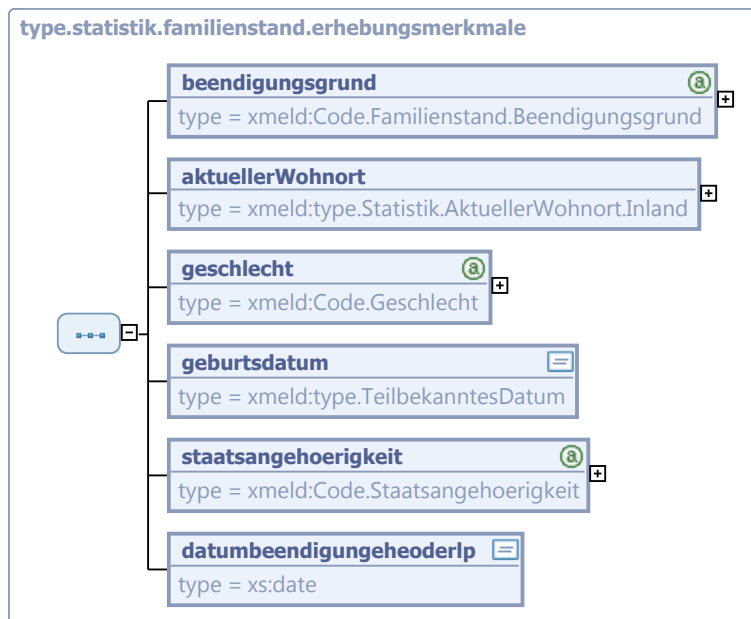 type.statistik.familienstand.erhebungsmerkmale
beendigungsgrund
type = xmeld:Code.Familienstand.Beendigungsgrund
aktuellerWohnort
type = xmeld:type.Statistik.AktuellerWohnort.Inland
geschlecht
type = xmeld:Code.Geschlecht
geburtsdatum
type = xmeld:type.TeilbekanntesDatum
staatsangehoerigkeit
type = xmeld:Code.Staatsangehoerigkeit
datumbeendigungeheoderlp
type = xs:date